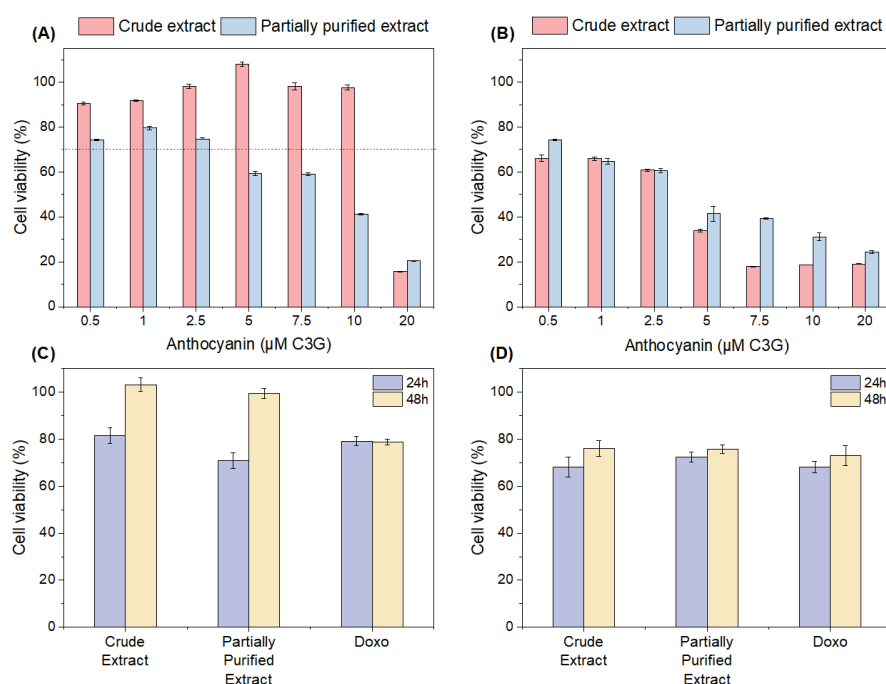 (A)
Crude extract
Partially purified extract
Cell viability (%)
100
80
60
40
20
0
0.5
1
2.5
5
7.5
10
20
Anthocyanin (µM C3G)
(B)
Crude extract
Partially purified extract
Cell viability (%)
100
80
60
40
20
0
0.5
1
2.5
5
7.5
10
20
Anthocyanin (µM C3G)
(C)
24h
48h
Cell viability (%)
100
80
60
40
20
0
Crude
Extract
Partially
Purified
Extract
Doxo
(D)
24h
48h
Cell viability (%)
100
80
60
40
20
0
Crude
Extract
Partially
Purified
Extract
Doxo